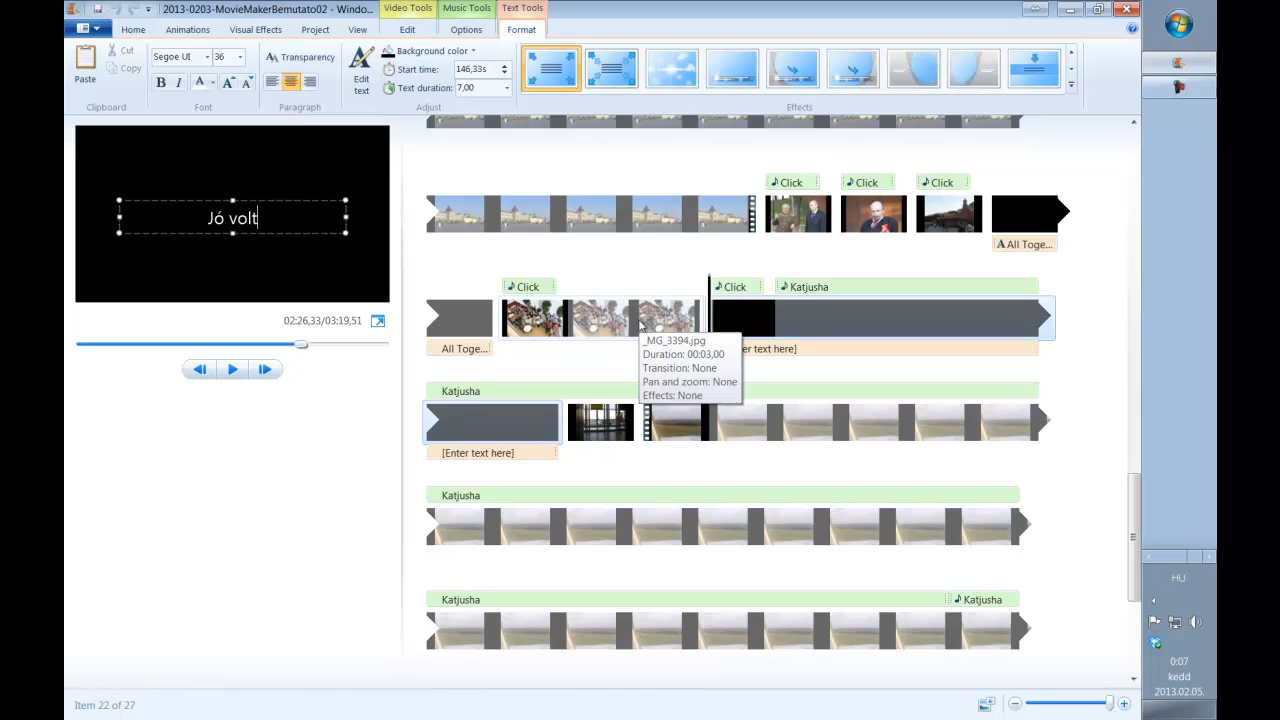 2013-0203-MovieMakerBemutato02 - Windo...
Video Tools
Music Tools
Text Tools
Home
Animations
Visual Effects
Project
View
Edit
Options
Format
Paste
Cut
Copy
Clipboard
Segoe UI
36
B I A A A
Font
Transparency
Paragraph
Edit text
Background color
Start time: 146,33s
Text duration: 7,00
Adjust
Effects
Jó volt
02:26,33/03:19,51
Click
Click
Click
A All Toge...
Click
Click
Katjusha
All Toge...
[Enter text here]
_MG_3394.jpg
Duration: 00:03,00
Transition: None
Pan and zoom: None
Effects: None
Katjusha
[Enter text here]
Katjusha
Katjusha
Katjusha
Item 22 of 27
HU
0:07
kedd
2013.02.05.